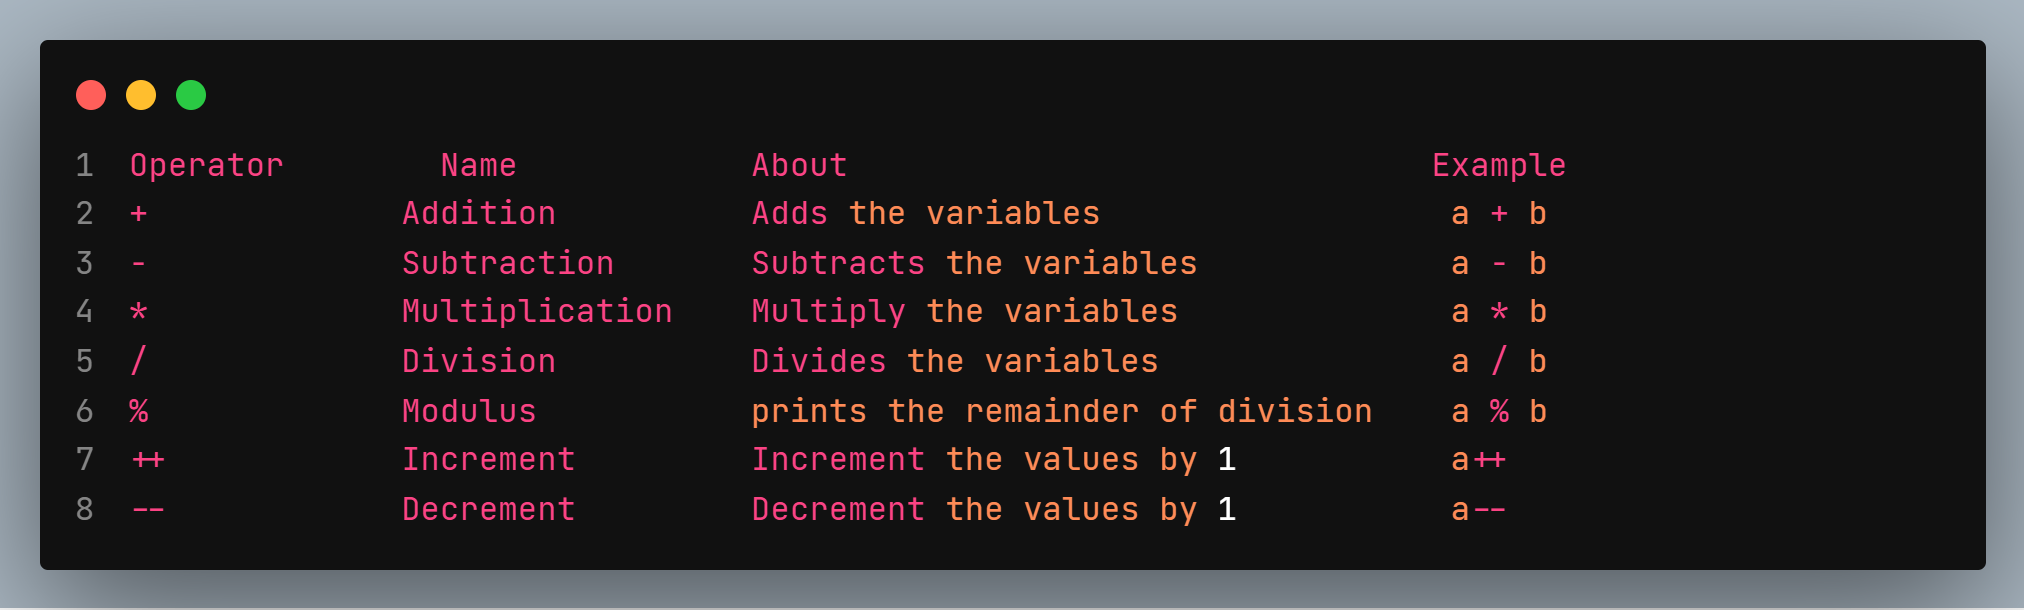 1 Operator Name About Example
2 + Addition Adds the variables a + b
3 - Subtraction Subtracts the variables a - b
4 * Multiplication Multiply the variables a * b
5 / Division Divides the variables a / b
6 % Modulus prints the remainder of division a % b
7 ++ Increment Increment the values by 1 a++
8 -- Decrement Decrement the values by 1 a--